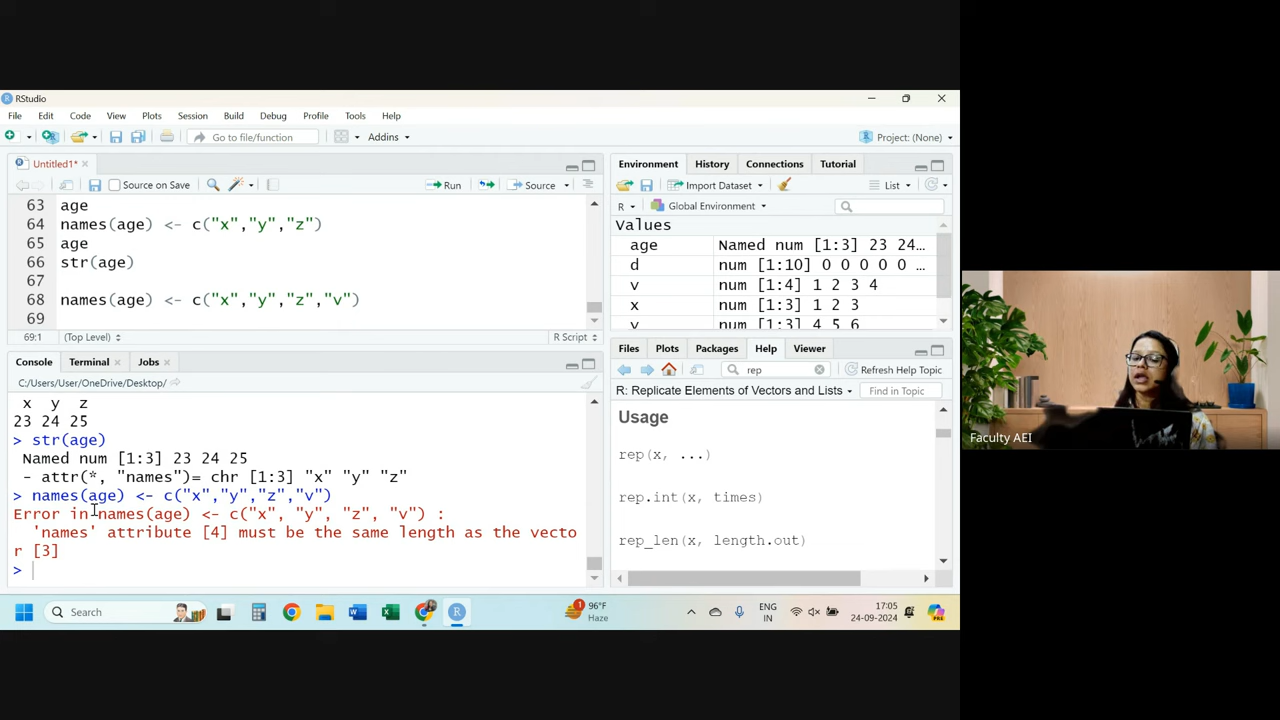 RStudio
File Edit Code View Plots Session Build Debug Profile Tools Help
Go to file/function
Addins
Project: (None)
Untitled1*
Source on Save
Run
Source
63 age
64 names(age) <- c("x","y","z")
65 age
66 str(age)
67
68 names(age) <- c("x","y","z","v")
69
69:1 (Top Level) R Script
Console Terminal Jobs
C:/Users/User/OneDrive/Desktop/
x y z
23 24 25
> str(age)
Named num [1:3] 23 24 25
- attr(*, "names")= chr [1:3] "x" "y" "z"
> names(age) <- c("x","y","z","v")
Error in names(age) <- c("x", "y", "z", "v") :
'names' attribute [4] must be the same length as the vecto
r [3]
>
Environment History Connections Tutorial
Import Dataset List
R Global Environment
Values
age Named num [1:3] 23 24…
d num [1:10] 0 0 0 0 0 …
v num [1:4] 1 2 3 4
x num [1:3] 1 2 3
y num [1:3] 4 5 6
Files Plots Packages Help Viewer
rep Refresh Help Topic
R: Replicate Elements of Vectors and Lists Find in Topic
Usage
rep(x, ...)
rep.int(x, times)
rep_len(x, length.out)
Faculty AEI
Search
1
96°F
Haze
ENG
IN
17:05
24-09-2024